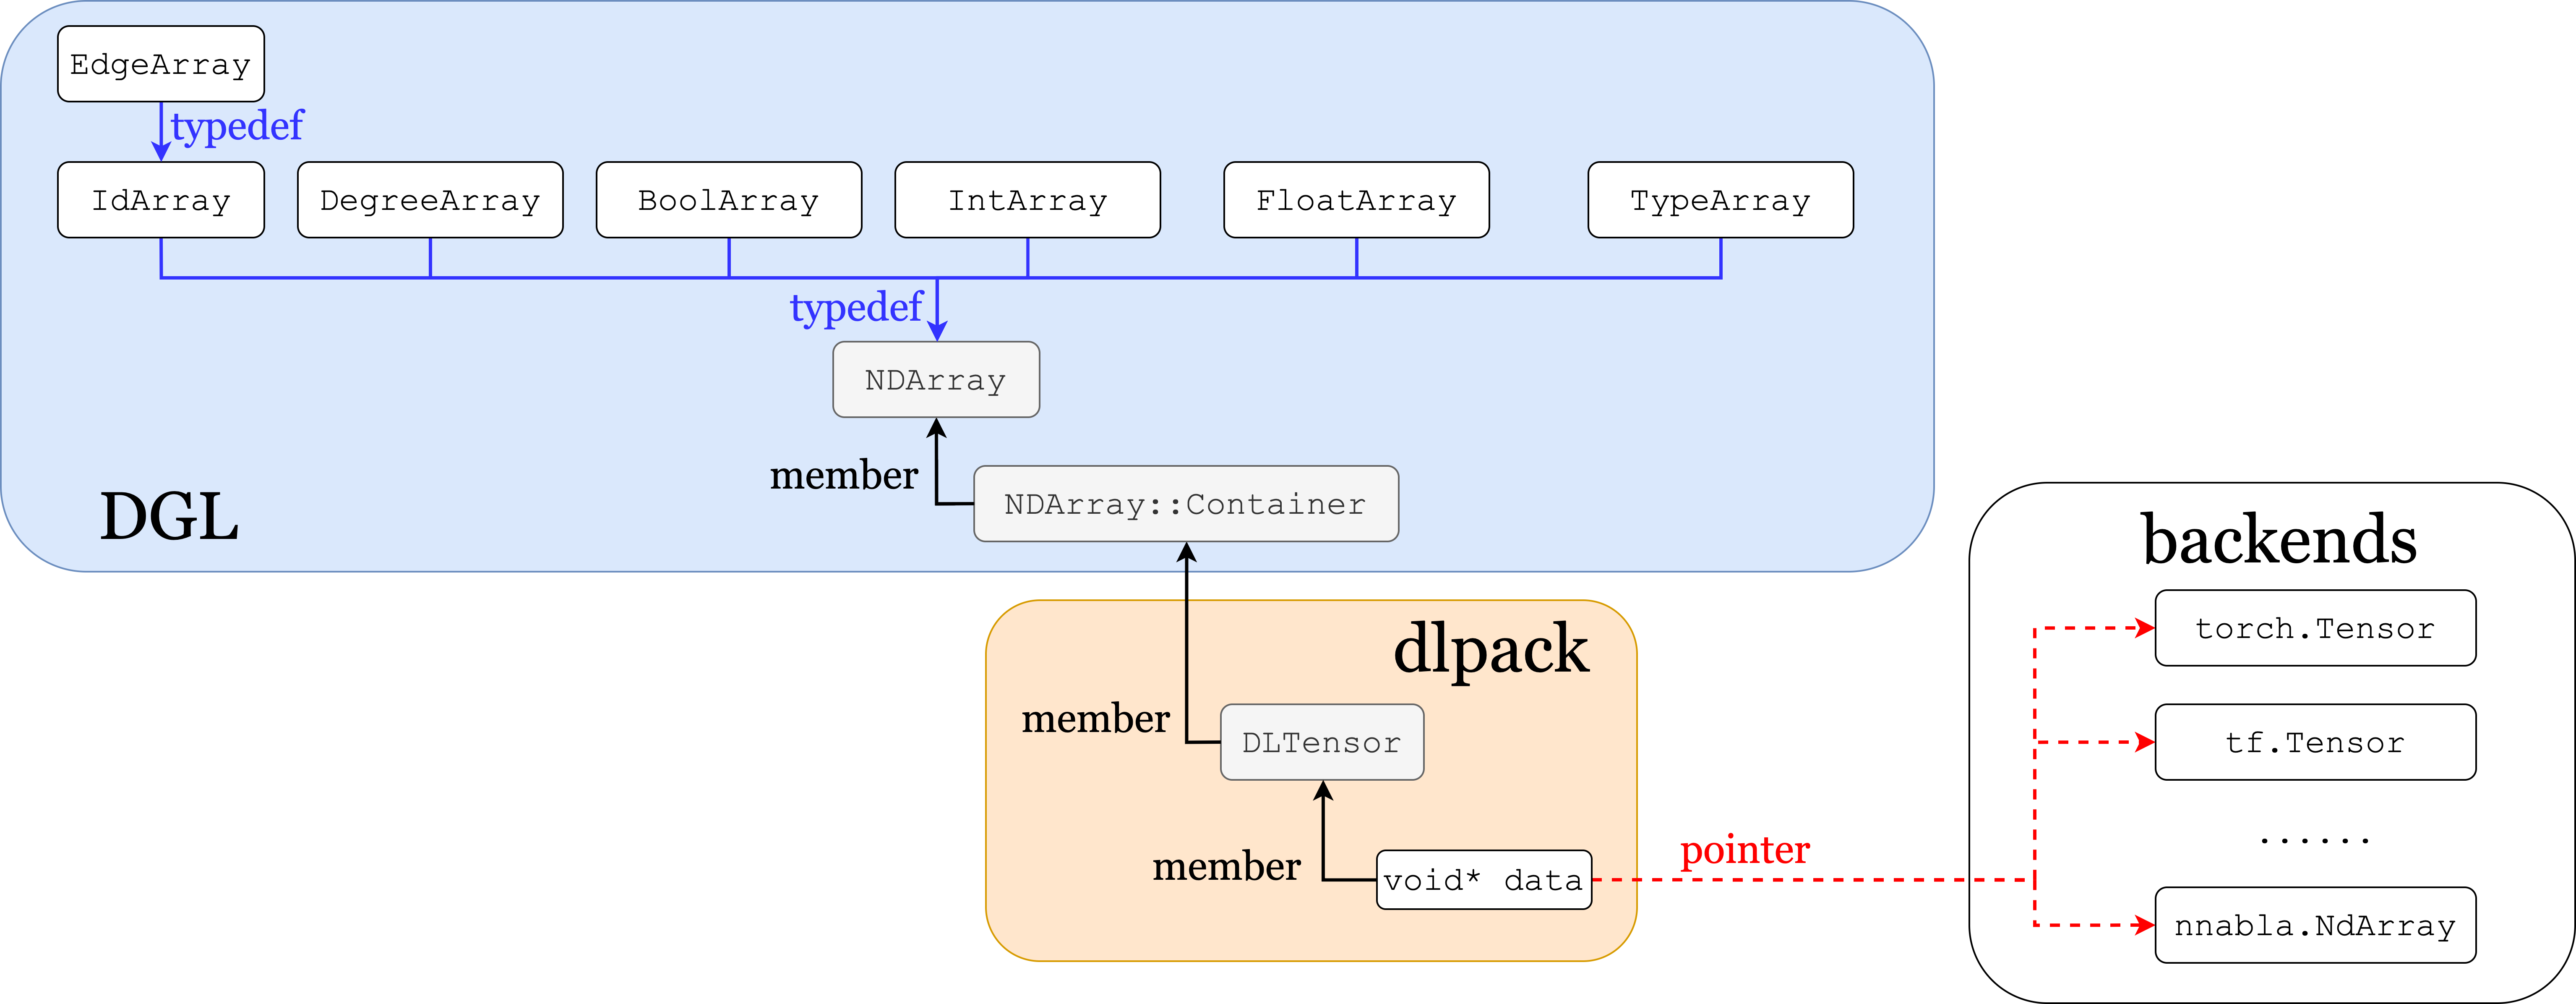 EdgeArray
typedef
IdArray
DegreeArray
BoolArray
IntArray
FloatArray
TypeArray
typedef
NDArray
member
NDArray::Container
DGL
dlpack
member
DLTensor
member
void* data
pointer
backends
torch.Tensor
tf.Tensor
......
nnabla.NdArray